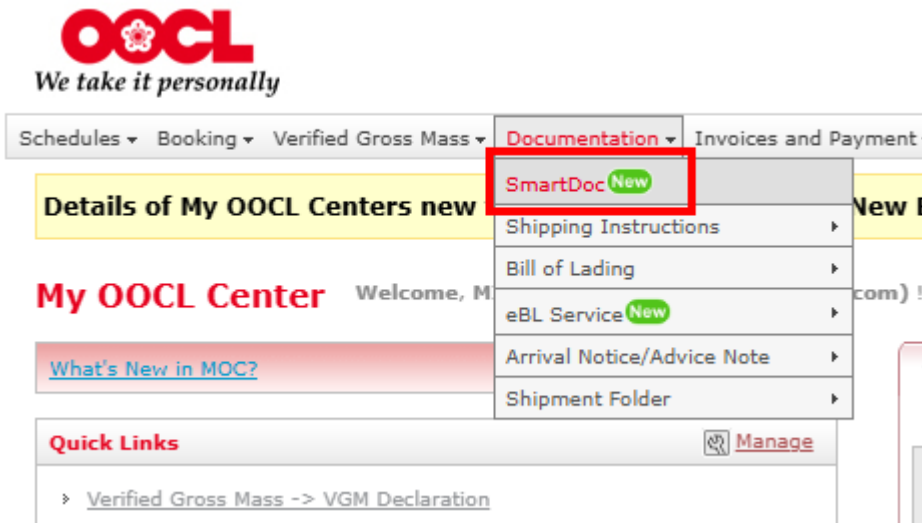 OOCL
We take it personally
Schedules Booking Verified Gross Mass Documentation Invoices and Payment
SmartDoc New
Details of My OOCL Centers new New
Shipping Instructions
Bill of Lading
My OOCL Center Welcome, com) !
eBL Service New
Arrival Notice/Advice Note
What's New in MOC?
Shipment Folder
Quick Links Manage
Verified Gross Mass -> VGM Declaration